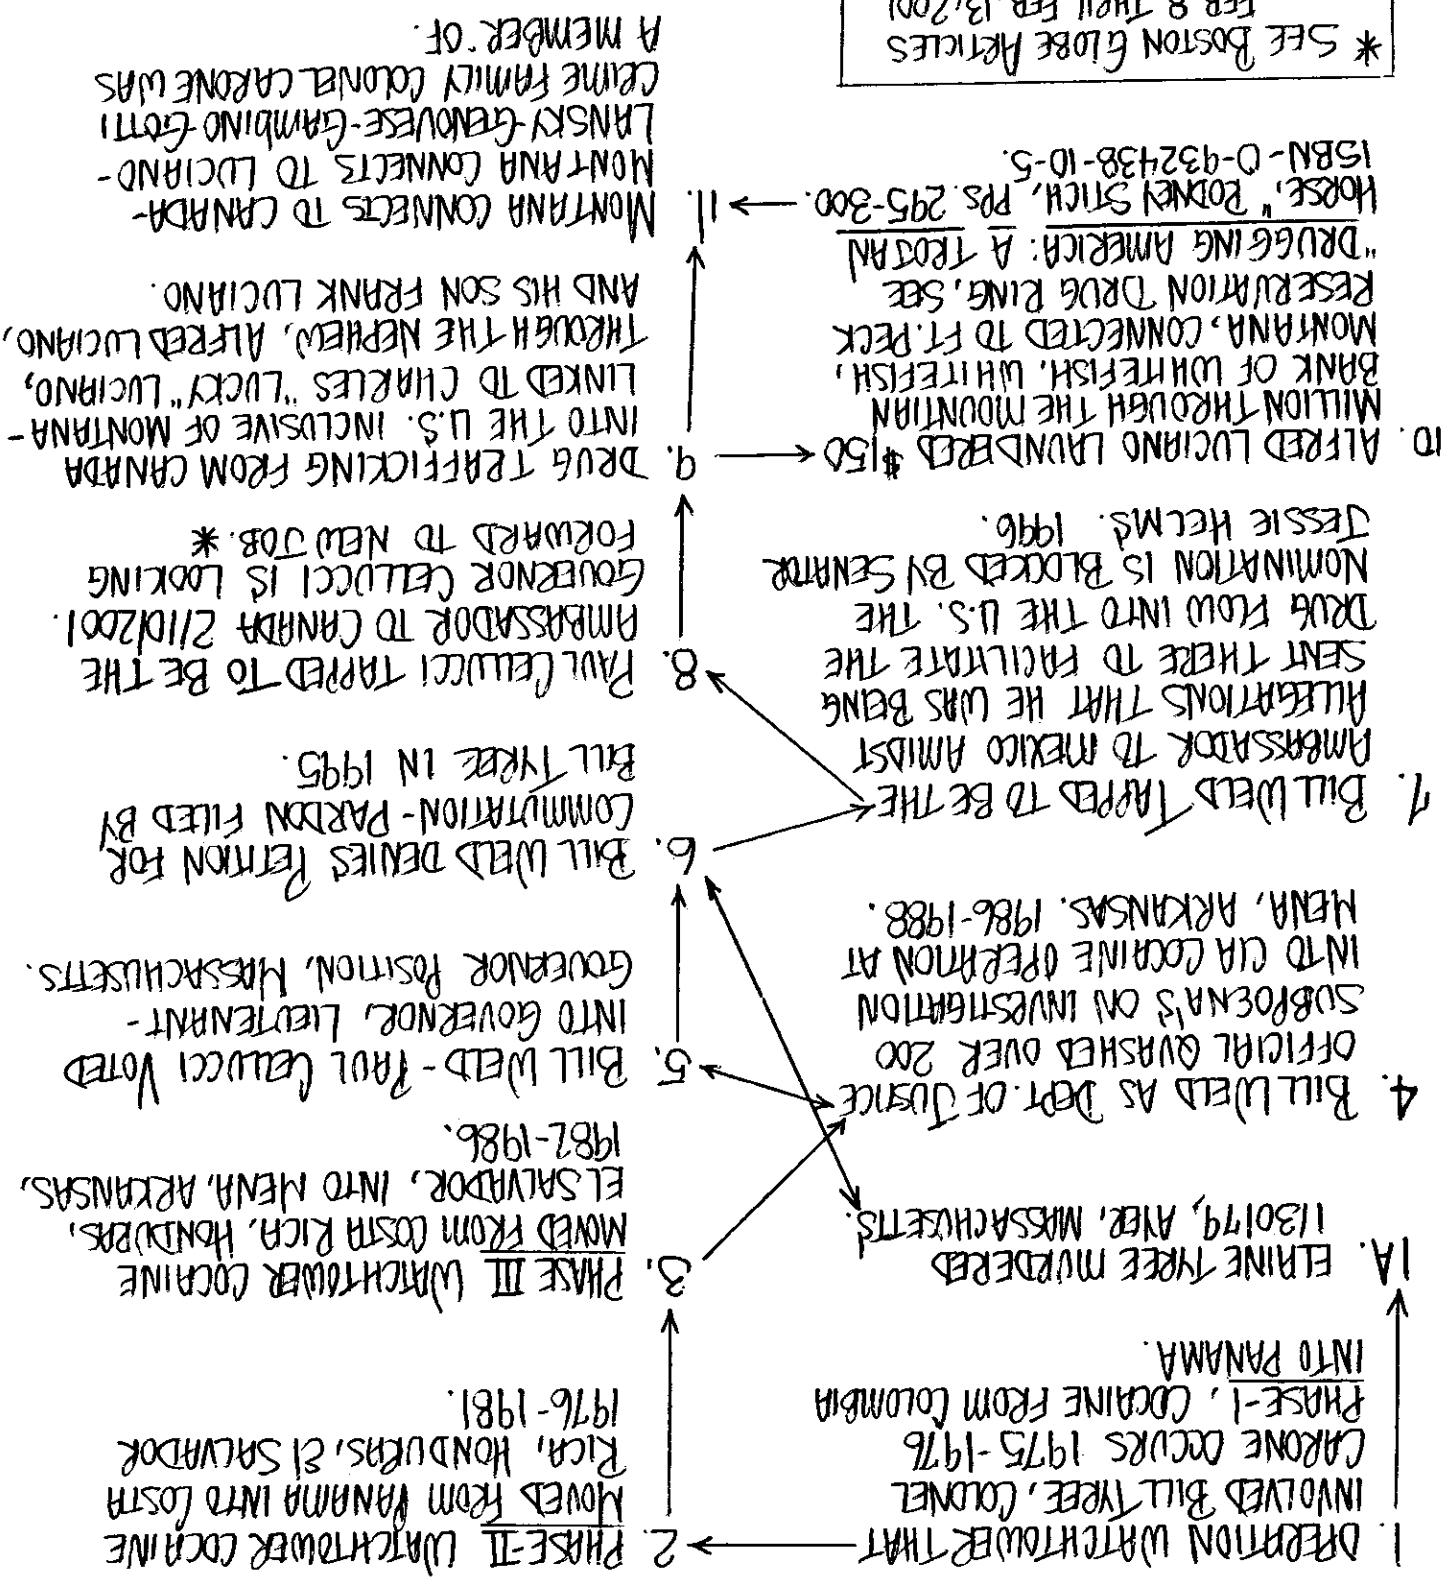 1. OPERATION WATCHTOWER THAT
INVOLVED BILL TYREE, COLONEL
CARONE OCCURS 1975-1976
PHASE-1, COCAINE FROM COLOMBIA
INTO PANAMA.
2. PHASE-II WATCHTOWER COCAINE
MOVED FROM PANAMA INTO COSTA
RICA, HONDURAS, El SALVADOR
1976-1981.
1A. ELAINE TYREE MURDERED
1/30/79, AYER, MASSACHUSETTS.
3. PHASE III WATCHTOWER COCAINE
MOVED FROM COSTA RICA, HONDURAS,
EL SALVADOR, INTO MENA, ARKANSAS,
1982-1986.
4. BILL WELD AS DEPT. OF JUSTICE
OFFICIAL QUASHED OVER 200
SUBPOENA'S ON INVESTIGATION
INTO CIA COCAINE OPERATION AT
MENA, ARKANSAS. 1986-1988.
5. BILL WELD - PAUL CELLUCCI VOTED
INTO GOVERNOR, LIEUTENANT-
GOVERNOR POSITION, MASSACHUSETTS.
6. BILL WELD DENIES PETITION FOR
COMMUTATION-PARDON FILED BY
BILL TYREE IN 1995.
7. BILL WELD TAPPED TO BE THE
AMBASSADOR TO MEXICO AMIDST
ALLEGATIONS THAT HE WAS BEING
SENT THERE TO FACILITATE THE
DRUG FLOW INTO THE U.S. THE
NOMINATION IS BLOCKED BY SENATOR
JESSIE HELMS. 1996.
8. PAUL CELLUCCI TAPPED TO BE THE
AMBASSADOR TO CANADA 2/10/2001.
GOVERNOR CELLUCCI IS LOOKING
FORWARD TO NEW JOB. *
9. DRUG TRAFFICKING FROM CANADA
INTO THE U.S. INCLUSIVE OF MONTANA-
LINKED TO CHARLES "LUCKY" LUCIANO,
THROUGH THE NEPHEW, ALFRED LUCIANO,
AND HIS SON FRANK LUCIANO.
10. ALFRED LUCIANO LAUNDERED $150
MILLION THROUGH THE MOUNTIAN
BANK OF WHITEFISH, WHITEFISH,
MONTANA, CONNECTED TO FT. PECK
RESERVATION DRUG RING, SEE
"DRUGGING AMERICA: A TROJAN
HORSE," RODNEY STICH, PPS. 295-300.
ISBN-0-932438-10-5.
11. MONTANA CONNECTS TO CANADA-
MONTANA CONNECTS TO LUCIANO-
LANSKY-GENOVESE-GAMBINO-GOTTI
CRIME FAMILY COLONEL CARONE WAS
A MEMBER OF.
* SEE BOSTON GLOBE ARTICLES
FEB 8 THRU FEB. 13, 2001